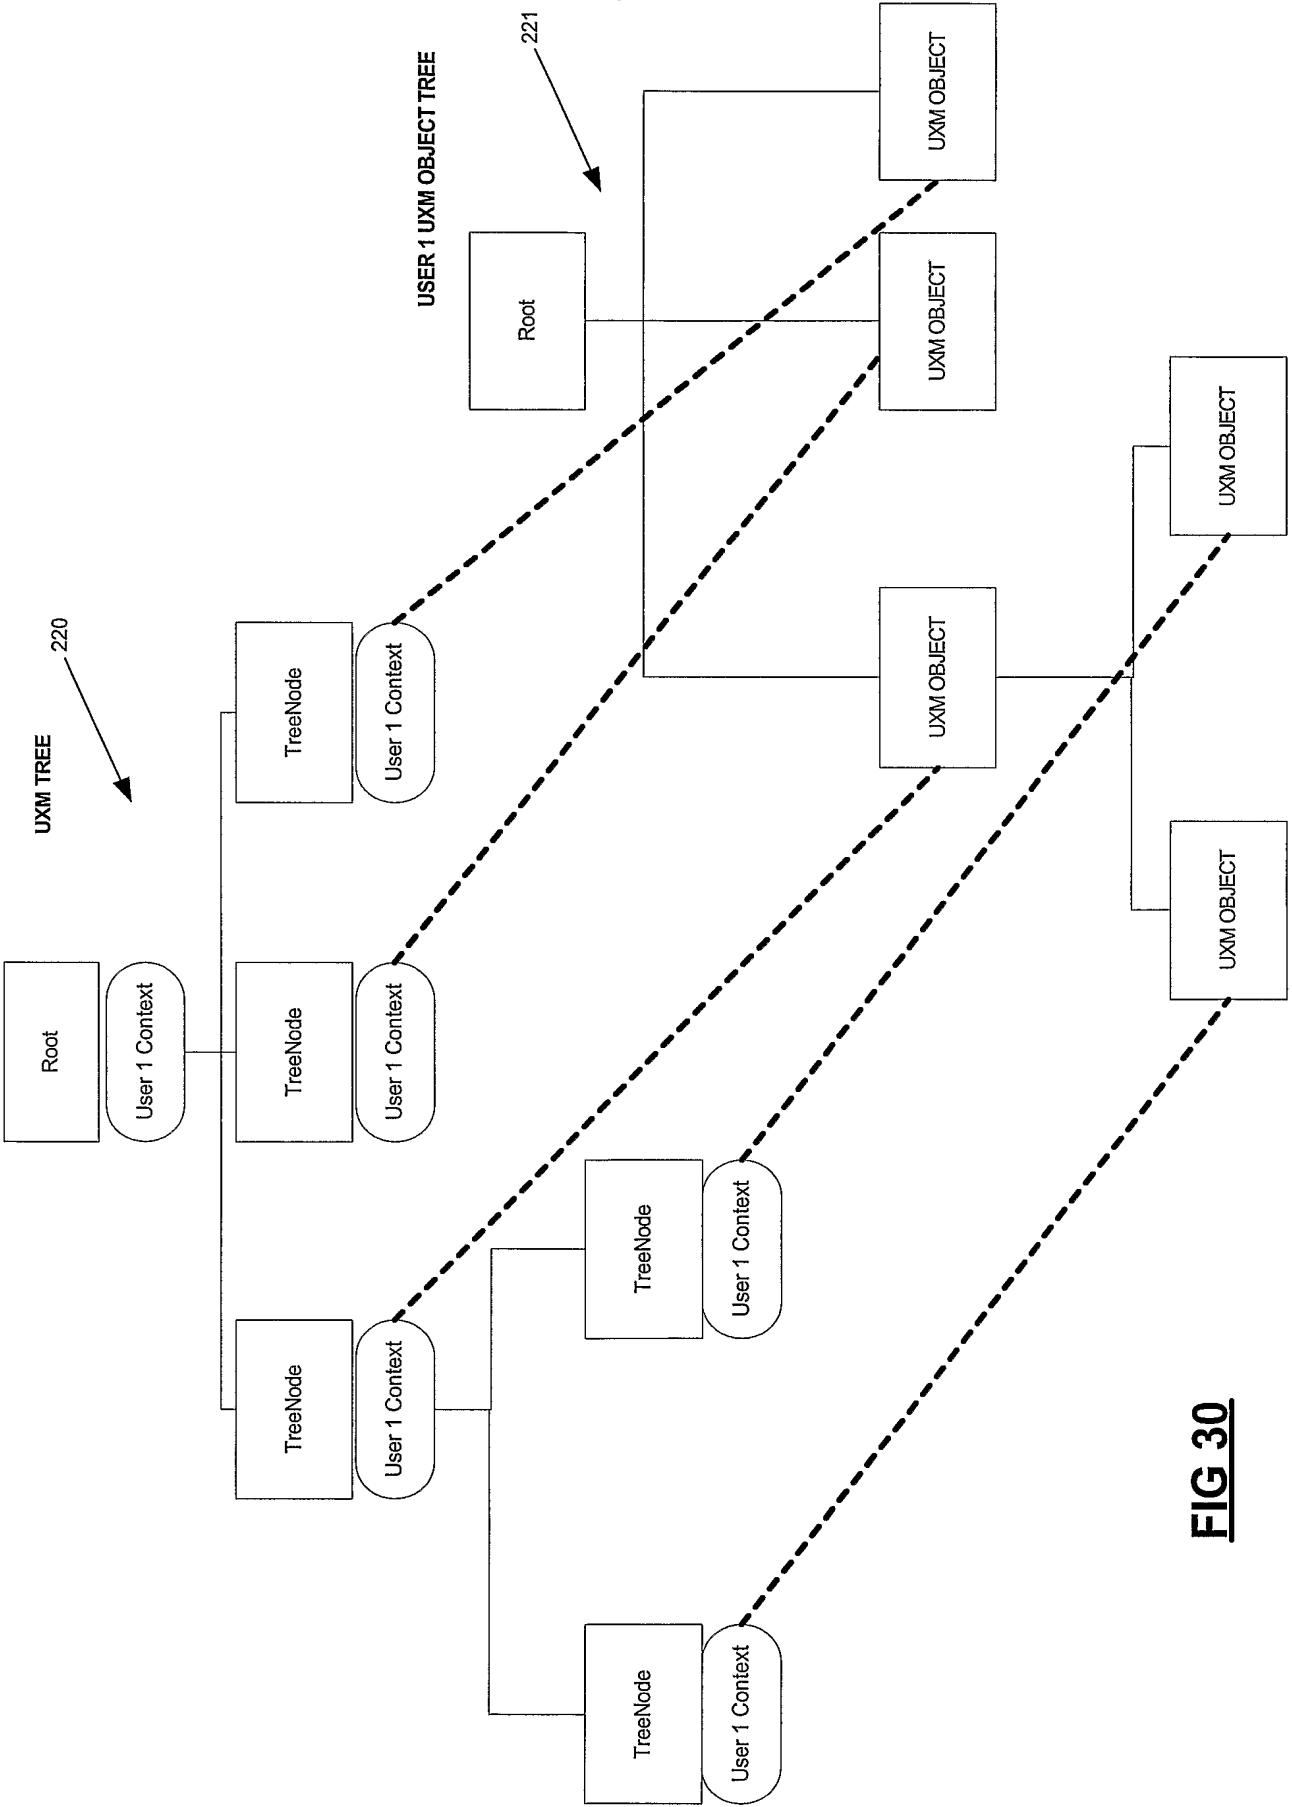 UXM TREE
220
Root
User 1 Context
TreeNode
User 1 Context
TreeNode
User 1 Context
TreeNode
User 1 Context
TreeNode
User 1 Context
TreeNode
User 1 Context
USER 1 UXM OBJECT TREE
221
Root
UXM OBJECT
UXM OBJECT
UXM OBJECT
UXM OBJECT
UXM OBJECT
FIG 30